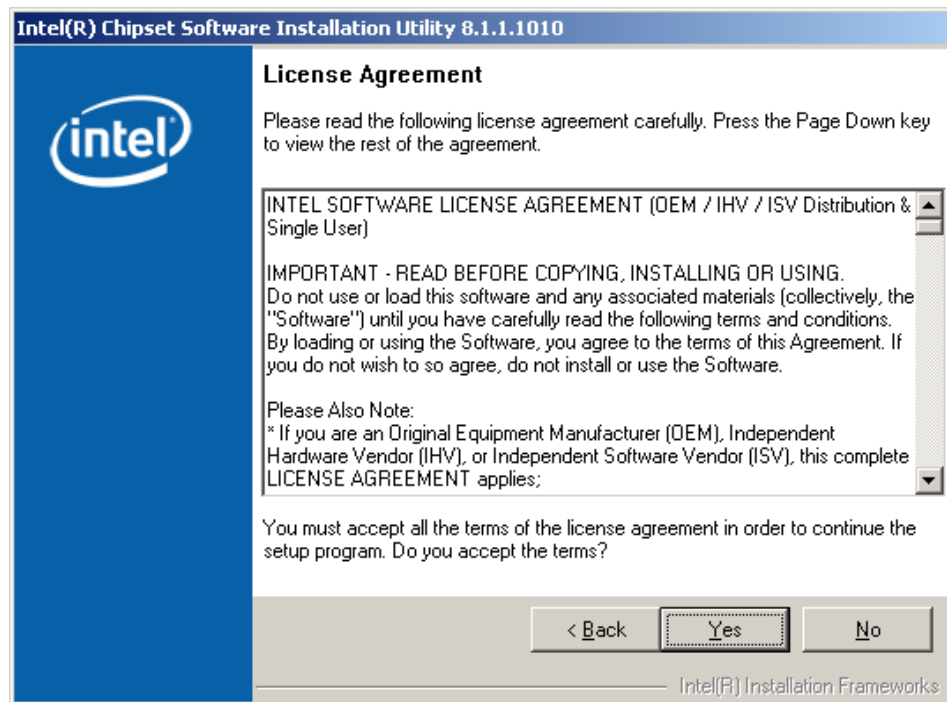 Intel(R) Chipset Software Installation Utility 8.1.1.1010
intel
License Agreement
Please read the following license agreement carefully. Press the Page Down key
to view the rest of the agreement.
INTEL SOFTWARE LICENSE AGREEMENT (OEM / IHV / ISV Distribution &
Single User)
IMPORTANT - READ BEFORE COPYING, INSTALLING OR USING.
Do not use or load this software and any associated materials (collectively, the
"Software") until you have carefully read the following terms and conditions.
By loading or using the Software, you agree to the terms of this Agreement. If
you do not wish to so agree, do not install or use the Software.
Please Also Note:
* If you are an Original Equipment Manufacturer (OEM), Independent
Hardware Vendor (IHV), or Independent Software Vendor (ISV), this complete
LICENSE AGREEMENT applies;
You must accept all the terms of the license agreement in order to continue the
setup program. Do you accept the terms?
< Back
Yes
No
Intel(R) Installation Frameworks